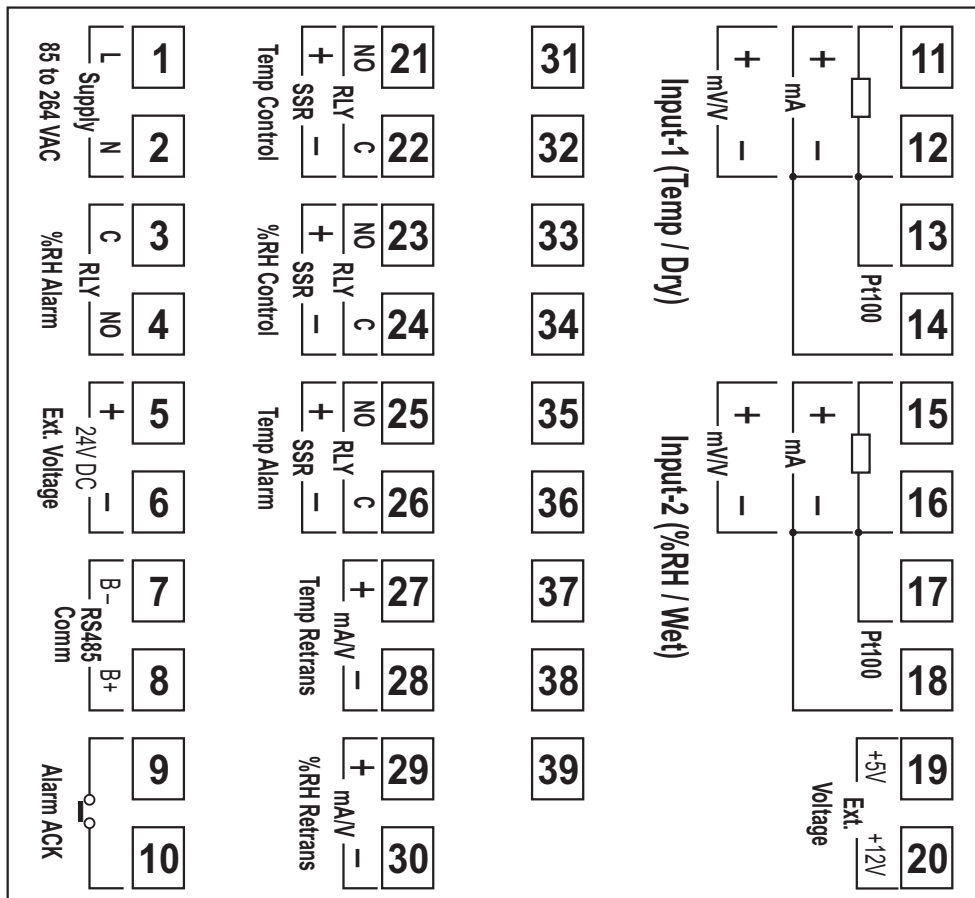 1
L
Supply
85 to 264 VAC
2
N
3
C
RLY
%RH Alarm
4
NO
5
+
24V DC
Ext. Voltage
6
–
7
B–
RS485
Comm
8
B+
9
Alarm ACK
10
21
NO
+
RLY
SSR
Temp Control
22
C
–
23
NO
+
RLY
SSR
%RH Control
24
C
–
25
NO
+
RLY
SSR
Temp Alarm
26
C
–
27
+
mA/V
Temp Retrans
28
–
29
+
mA/V
%RH Retrans
30
–
31
32
33
34
35
36
37
38
39
11
+
+
mA
mV/V
Input-1 (Temp / Dry)
12
–
–
13
Pt100
14
15
+
+
mA
mV/V
Input-2 (%RH / Wet)
16
–
–
17
Pt100
18
19
+5V
Ext.
Voltage
20
+12V